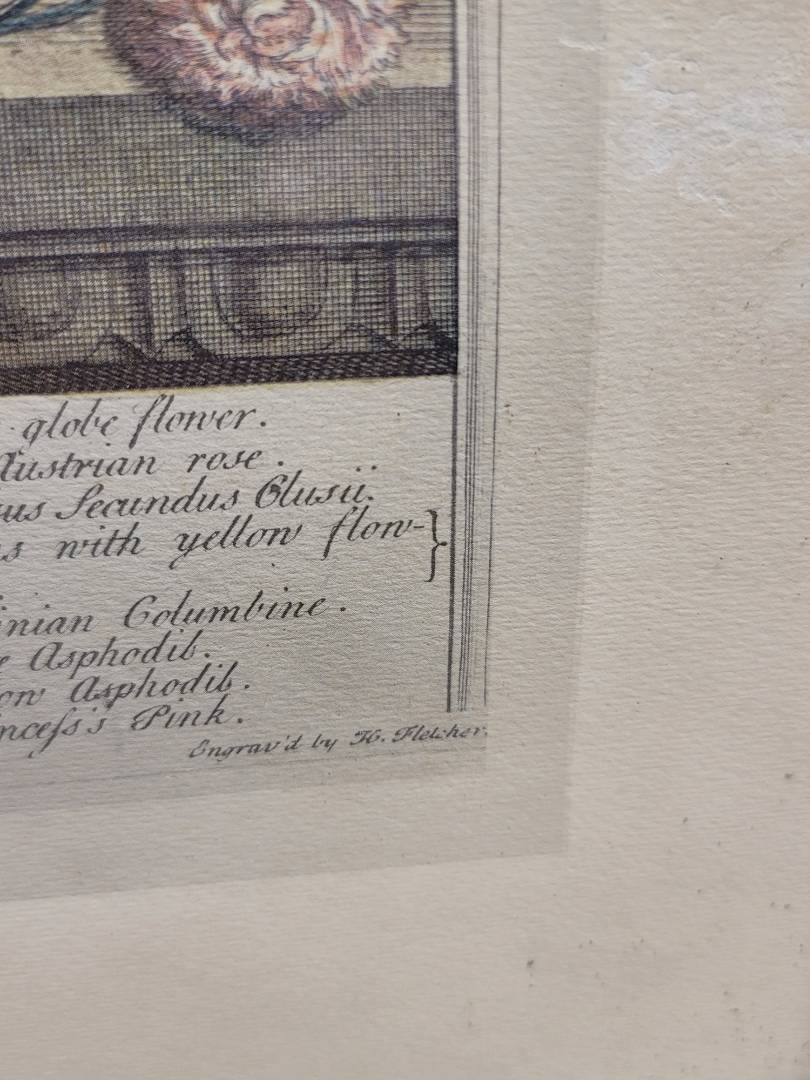 globe flower.
Austrian rose.
us Secundus Clusii.
s with yellow flow-}
inian Columbine.
e Asphodil.
ow Asphodil.
nceſs's Pink.
Engrav'd by H. Fletcher.